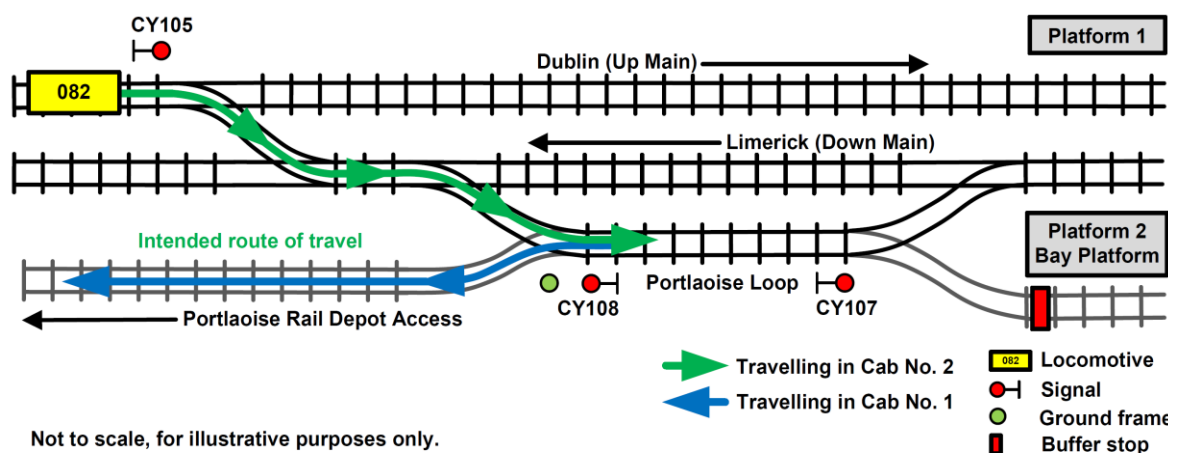 CY105
Platform 1
Dublin (Up Main)
082
Limerick (Down Main)
Intended route of travel
Platform 2
Bay Platform
Portlaoise Loop
CY108
CY107
Portlaoise Rail Depot Access
Travelling in Cab No. 2
082
Locomotive
Signal
Travelling in Cab No. 1
Ground frame
Not to scale, for illustrative purposes only.
Buffer stop